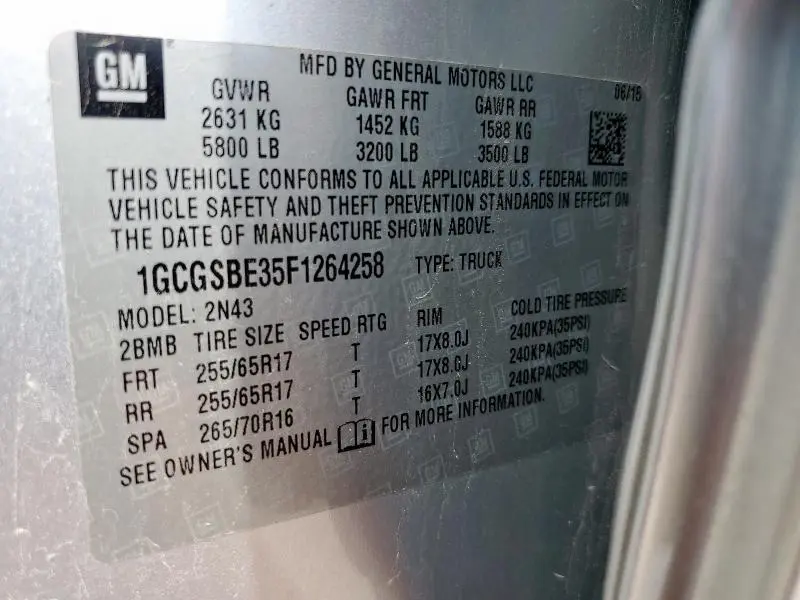 GM
MFD BY GENERAL MOTORS LLC
06/15
GVWR GAWR FRT GAWR RR
2631 KG 1452 KG 1588 KG
5800 LB 3200 LB 3500 LB
THIS VEHICLE CONFORMS TO ALL APPLICABLE U.S. FEDERAL MOTOR
VEHICLE SAFETY AND THEFT PREVENTION STANDARDS IN EFFECT ON
THE DATE OF MANUFACTURE SHOWN ABOVE.
1GCGSBE35F1264258 TYPE: TRUCK
MODEL: 2N43
2BMB TIRE SIZE SPEED RTG RIM COLD TIRE PRESSURE
FRT 255/65R17 T 17X8.0J 240KPA(35PSI)
RR 255/65R17 T 17X8.0J 240KPA(35PSI)
SPA 265/70R16 T 16X7.0J 240KPA(35PSI)
SEE OWNER'S MANUAL FOR MORE INFORMATION.